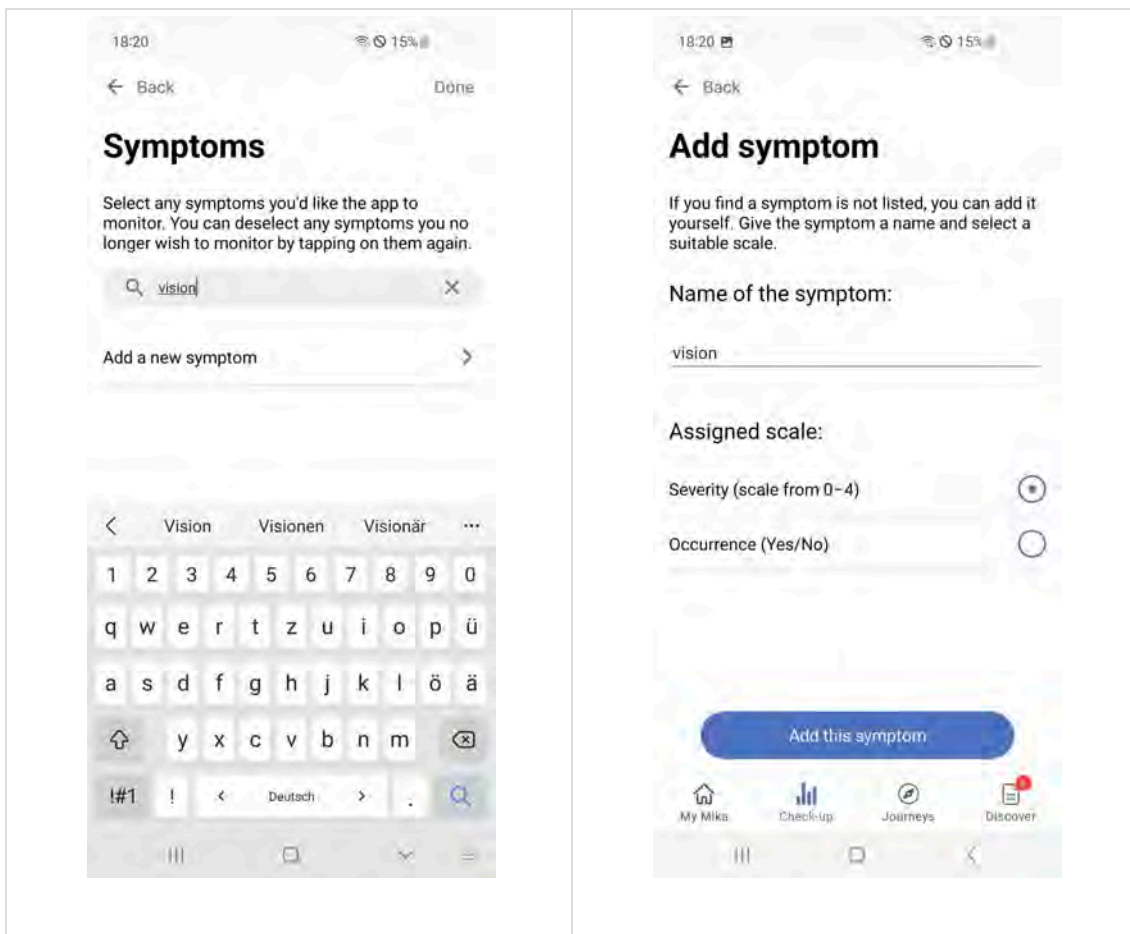 18:20
15%
← Back
Done
Symptoms
Select any symptoms you'd like the app to
monitor. You can deselect any symptoms you no
longer wish to monitor by tapping on them again.
vision
Add a new symptom
Vision Visionen Visionär ...
1 2 3 4 5 6 7 8 9 0
q w e r t z u i o p ü
a s d f g h j k l ö ä
y x c v b n m
!#1 ! < Deutsch > .
18:20
15%
← Back
Add symptom
If you find a symptom is not listed, you can add it
yourself. Give the symptom a name and select a
suitable scale.
Name of the symptom:
vision
Assigned scale:
Severity (scale from 0–4)
Occurrence (Yes/No)
Add this symptom
My Mika Check-up Journeys Discover